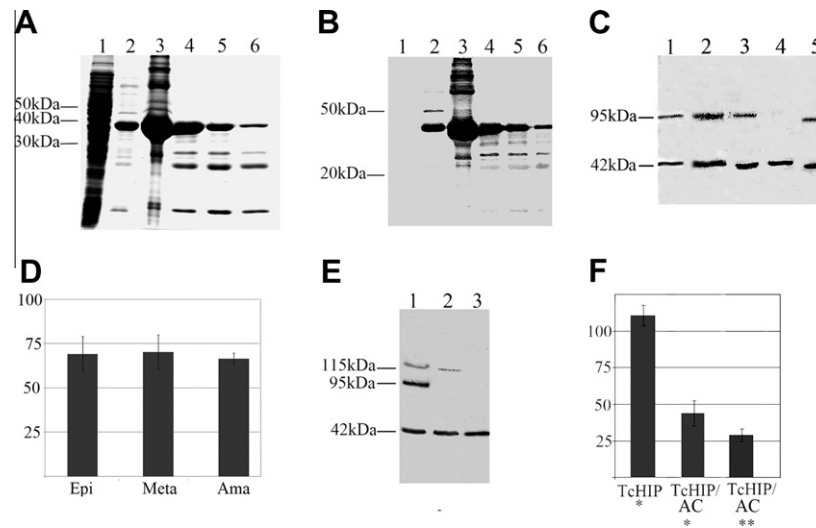 A
1 2 3 4 5 6
50kDa
40kDa
30kDa
B
1 2 3 4 5 6
50kDa
20kDa
C
1 2 3 4 5
95kDa
42kDa
D
100
75
50
25
Epi Meta Ama
E
1 2 3
115kDa
95kDa
42kDa
F
100
75
50
25
TcHIP TcHIP/ TcHIP/
* AC AC
* **